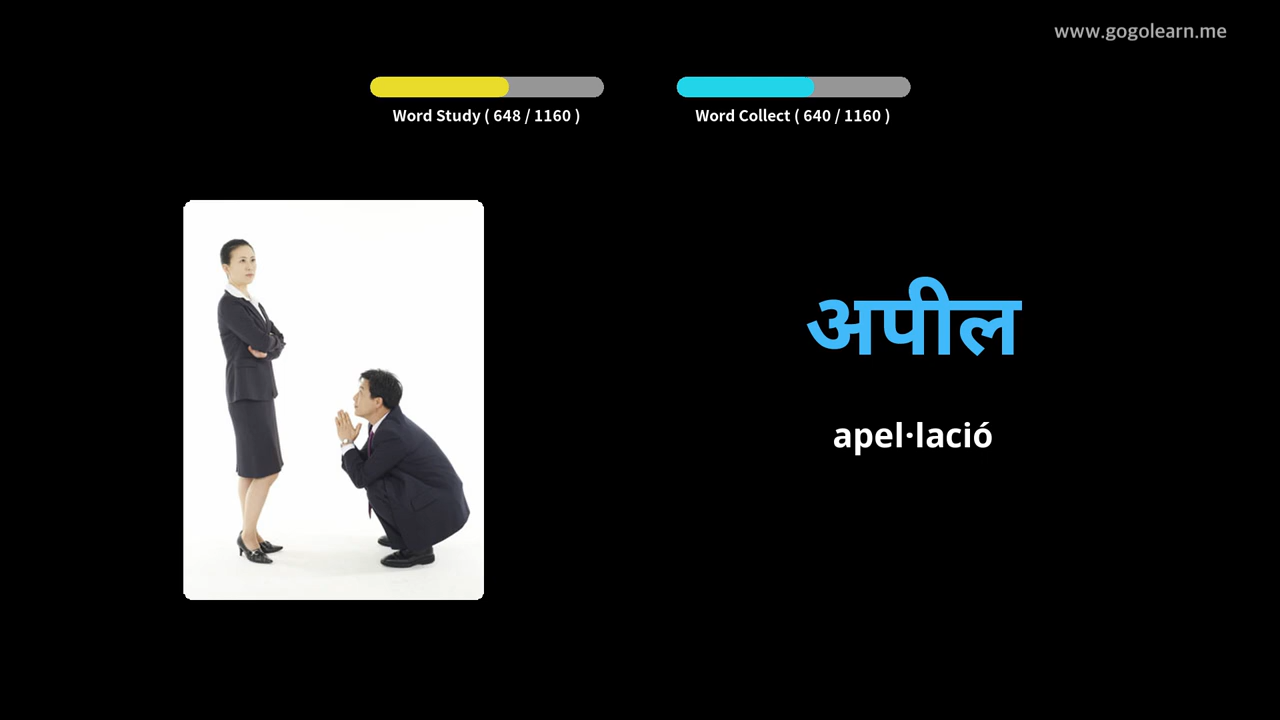 www.gogolearn.me
Word Study ( 648 / 1160 )
Word Collect ( 640 / 1160 )
अपील
apel·lació